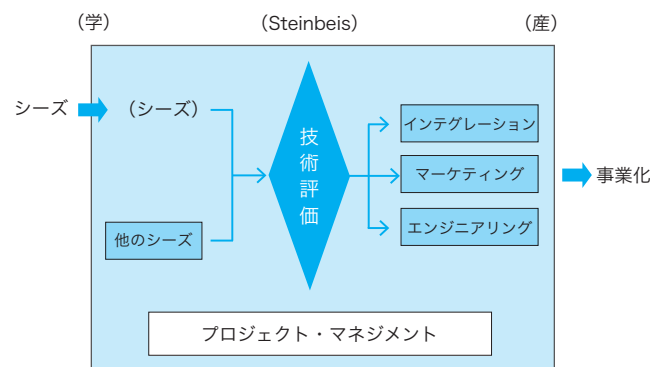 （学）
（Steinbeis）
（産）
シーズ
（シーズ）
他のシーズ
技術評価
インテグレーション
マーケティング
エンジニアリング
事業化
プロジェクト・マネジメント